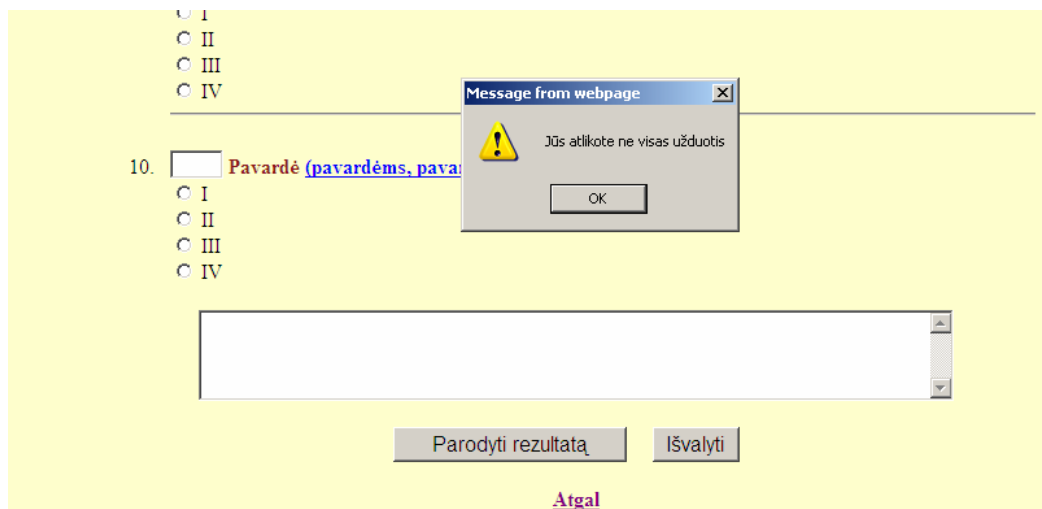 I
II
III
IV
Message from webpage
Jūs atlikote ne visas užduotis
OK
10. Pavardė (pavardėms,
I
II
III
IV
Parodyti rezultatą
Išvalyti
Atgal